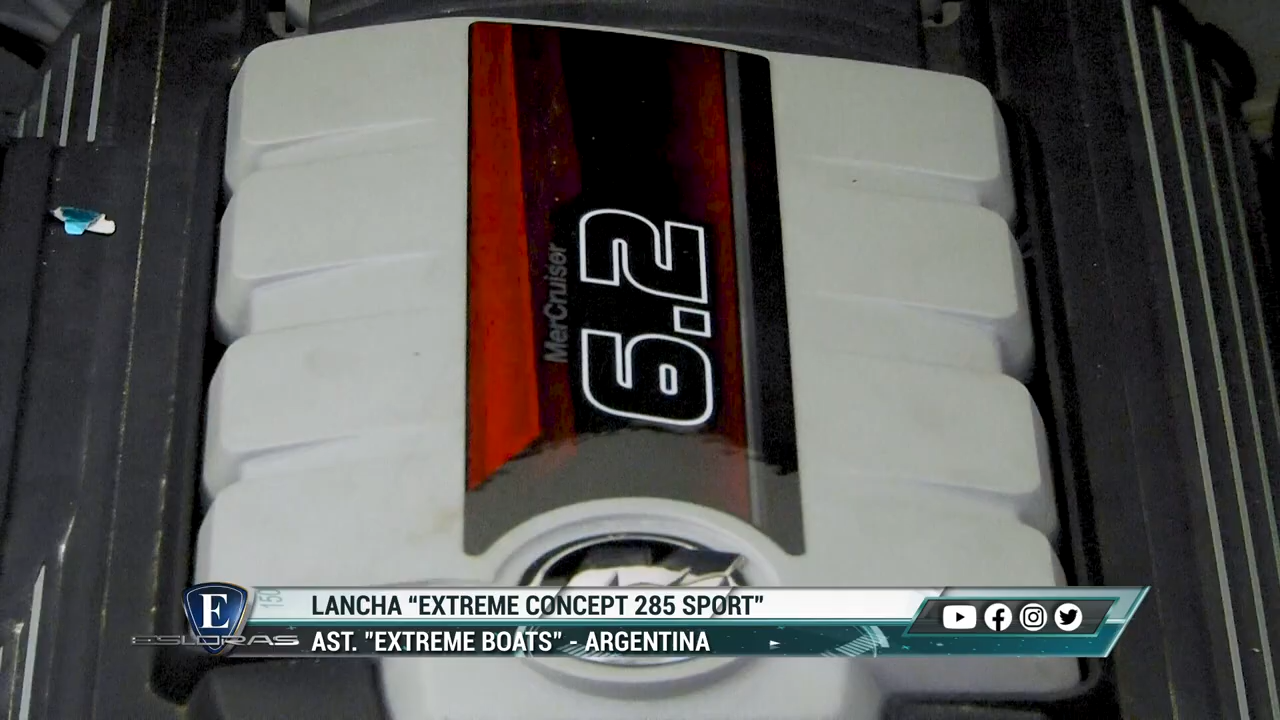 MerCruiser
6.2
E
ESLORAS
LANCHA “EXTREME CONCEPT 285 SPORT”
AST. "EXTREME BOATS" - ARGENTINA